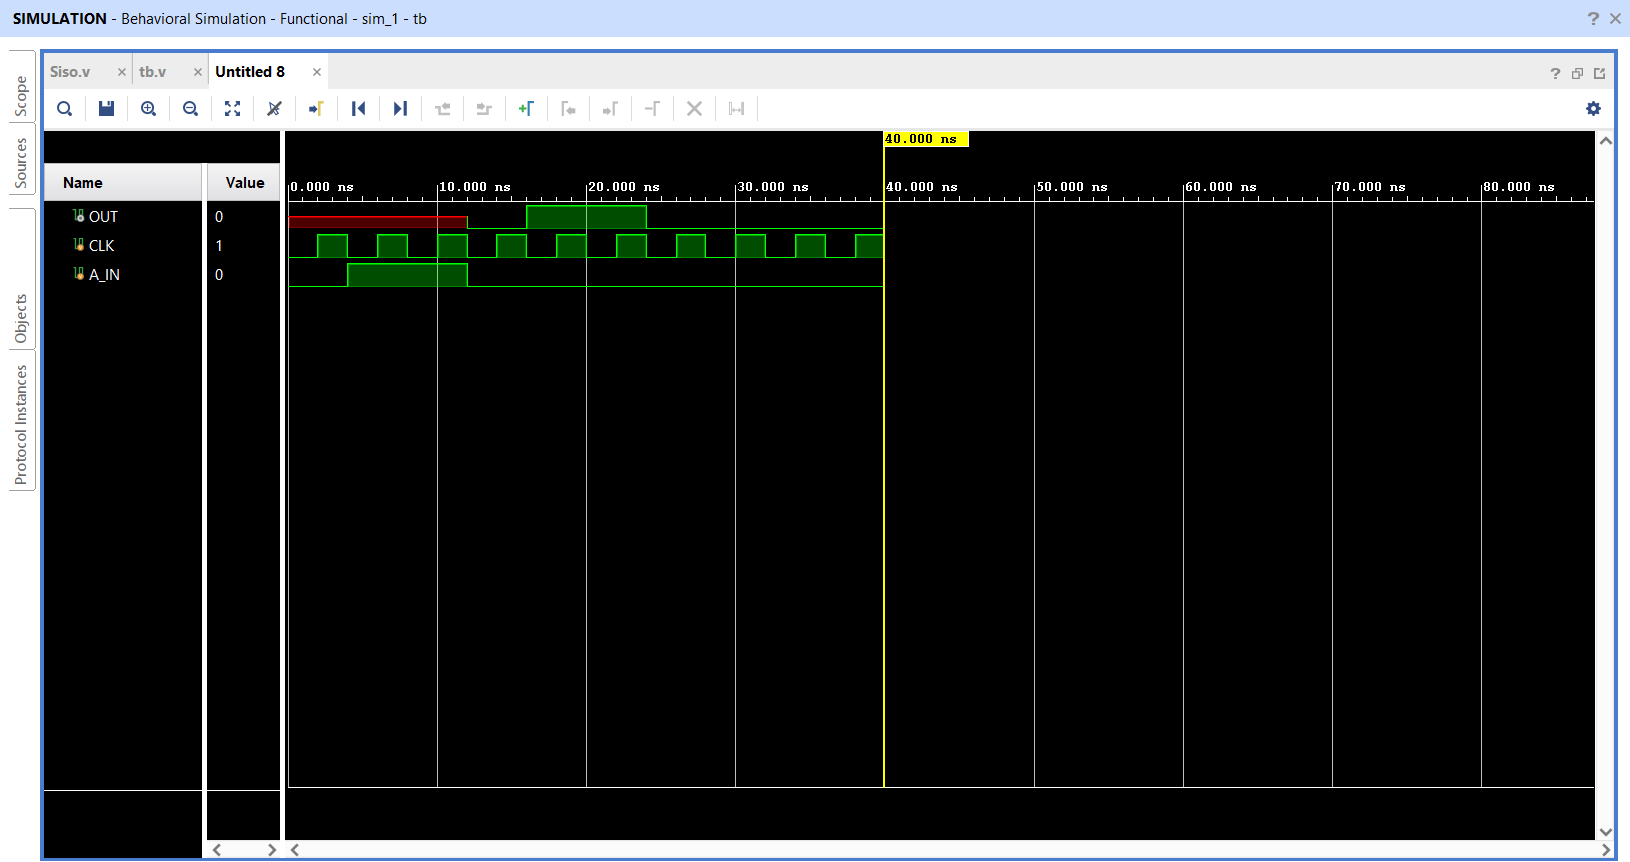 SIMULATION - Behavioral Simulation - Functional - sim_1 - tb
Siso.v
tb.v
Untitled 8
Scope
Sources
Objects
Protocol Instances
40.000 ns
Name
Value
0.000 ns
10.000 ns
20.000 ns
30.000 ns
40.000 ns
50.000 ns
60.000 ns
70.000 ns
80.000 ns
OUT 0
CLK 1
A_IN 0